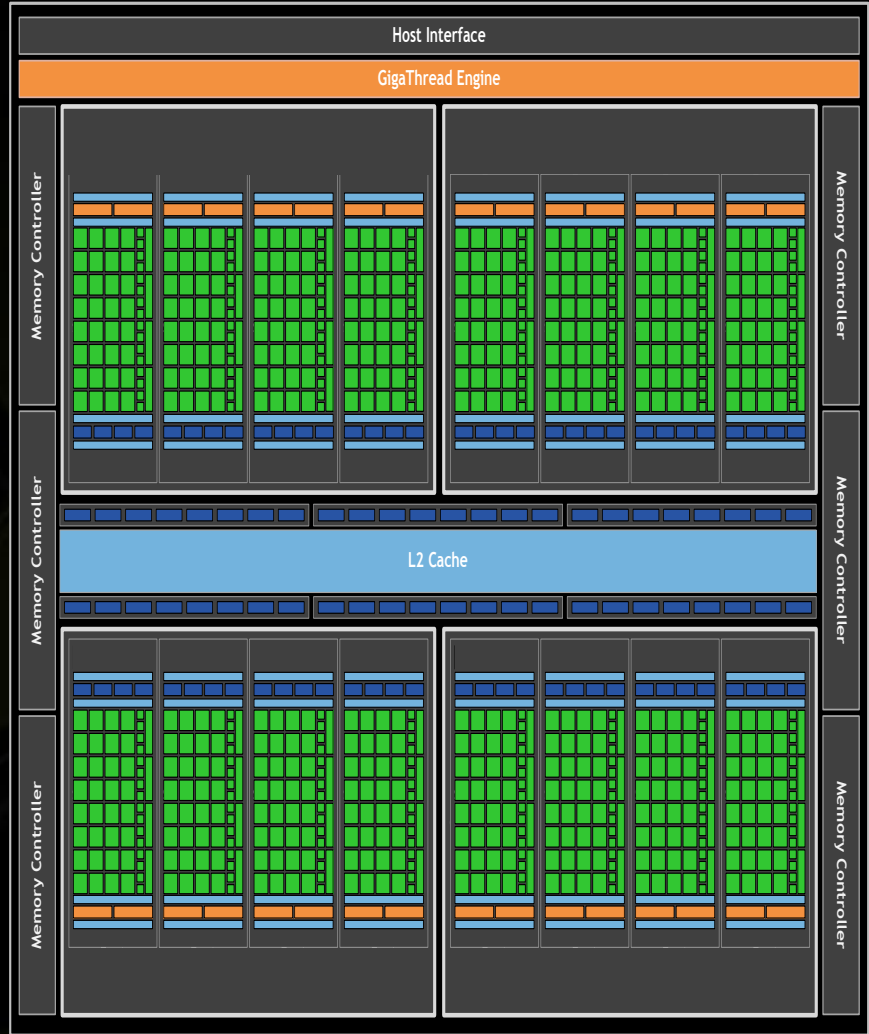 Host Interface
GigaThread Engine
Memory Controller
Memory Controller
Memory Controller
Memory Controller
L2 Cache
Memory Controller
Memory Controller